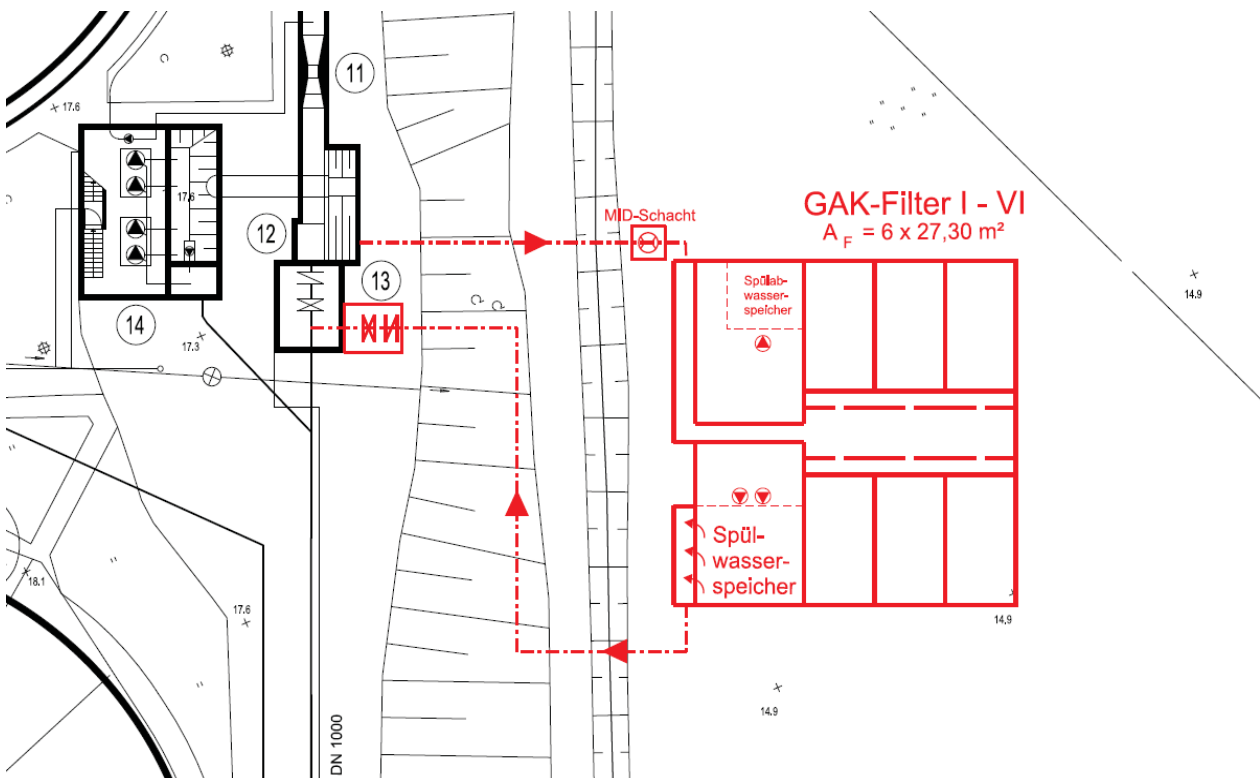 11
17.6
GAK-Filter I - VI
A F = 6 x 27,30 m²
MID-Schacht
17.6
12
13
Spülab-
wasser-
speicher
14.9
14
17.3
Spül-
wasser-
speicher
18.1
17.6
14,9
14.9
DN 1000